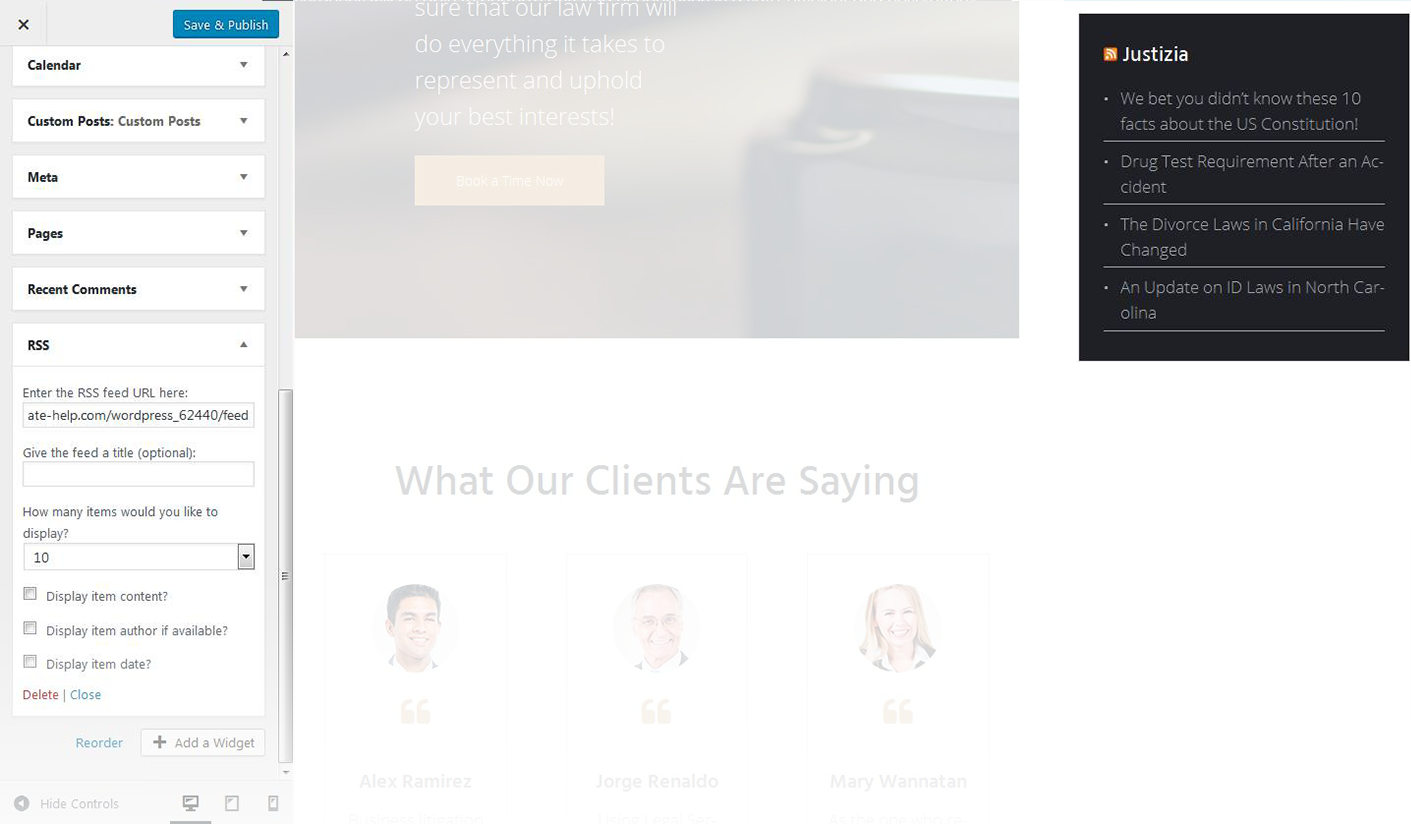 Save & Publish
Calendar
Custom Posts: Custom Posts
Meta
Pages
Recent Comments
RSS
Enter the RSS feed URL here:
ate-help.com/wordpress_62440/feed
Give the feed a title (optional):
How many items would you like to
display?
10
Display item content?
Display item author if available?
Display item date?
Delete | Close
Reorder
Add a Widget
Hide Controls
sure that our law firm will
do everything it takes to
represent and uphold
your best interests!
Book a Time Now
What Our Clients Are Saying
Alex Ramirez
Jorge Renaldo
Mary Wannatan
Business litigation
Using Legal Ser-
As the one who re-
Justizia
We bet you didn't know these 10
facts about the US Constitution!
Drug Test Requirement After an Ac-
cident
The Divorce Laws in California Have
Changed
An Update on ID Laws in North Car-
olina